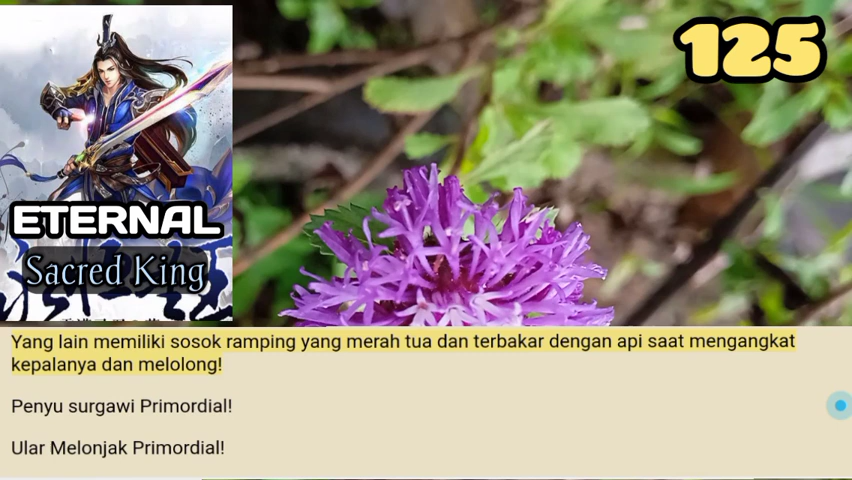 125
ETERNAL
Sacred King
Yang lain memiliki sosok ramping yang merah tua dan terbakar dengan api saat mengangkat
kepalanya dan melolong!
Penyu surgawi Primordial!
Ular Melonjak Primordial!